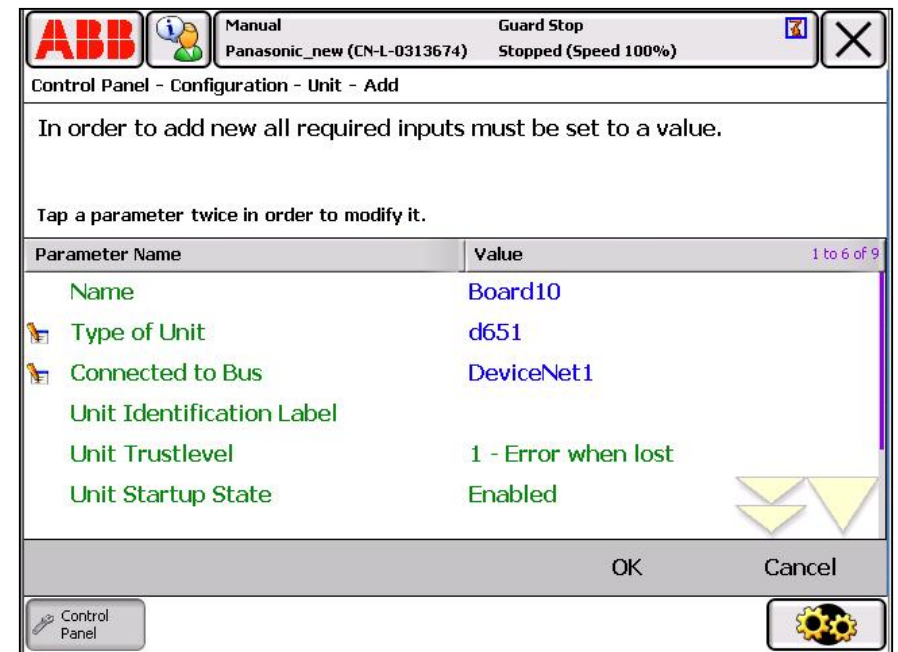 ABB
Manual
Guard Stop
Panasonic_new (CN-L-0313674)
Stopped (Speed 100%)
Control Panel - Configuration - Unit - Add
In order to add new all required inputs must be set to a value.
Tap a parameter twice in order to modify it.
Parameter Name Value 1 to 6 of 9
Name Board10
Type of Unit d651
Connected to Bus DeviceNet1
Unit Identification Label
Unit Trustlevel 1 - Error when lost
Unit Startup State Enabled
OK Cancel
Control
Panel